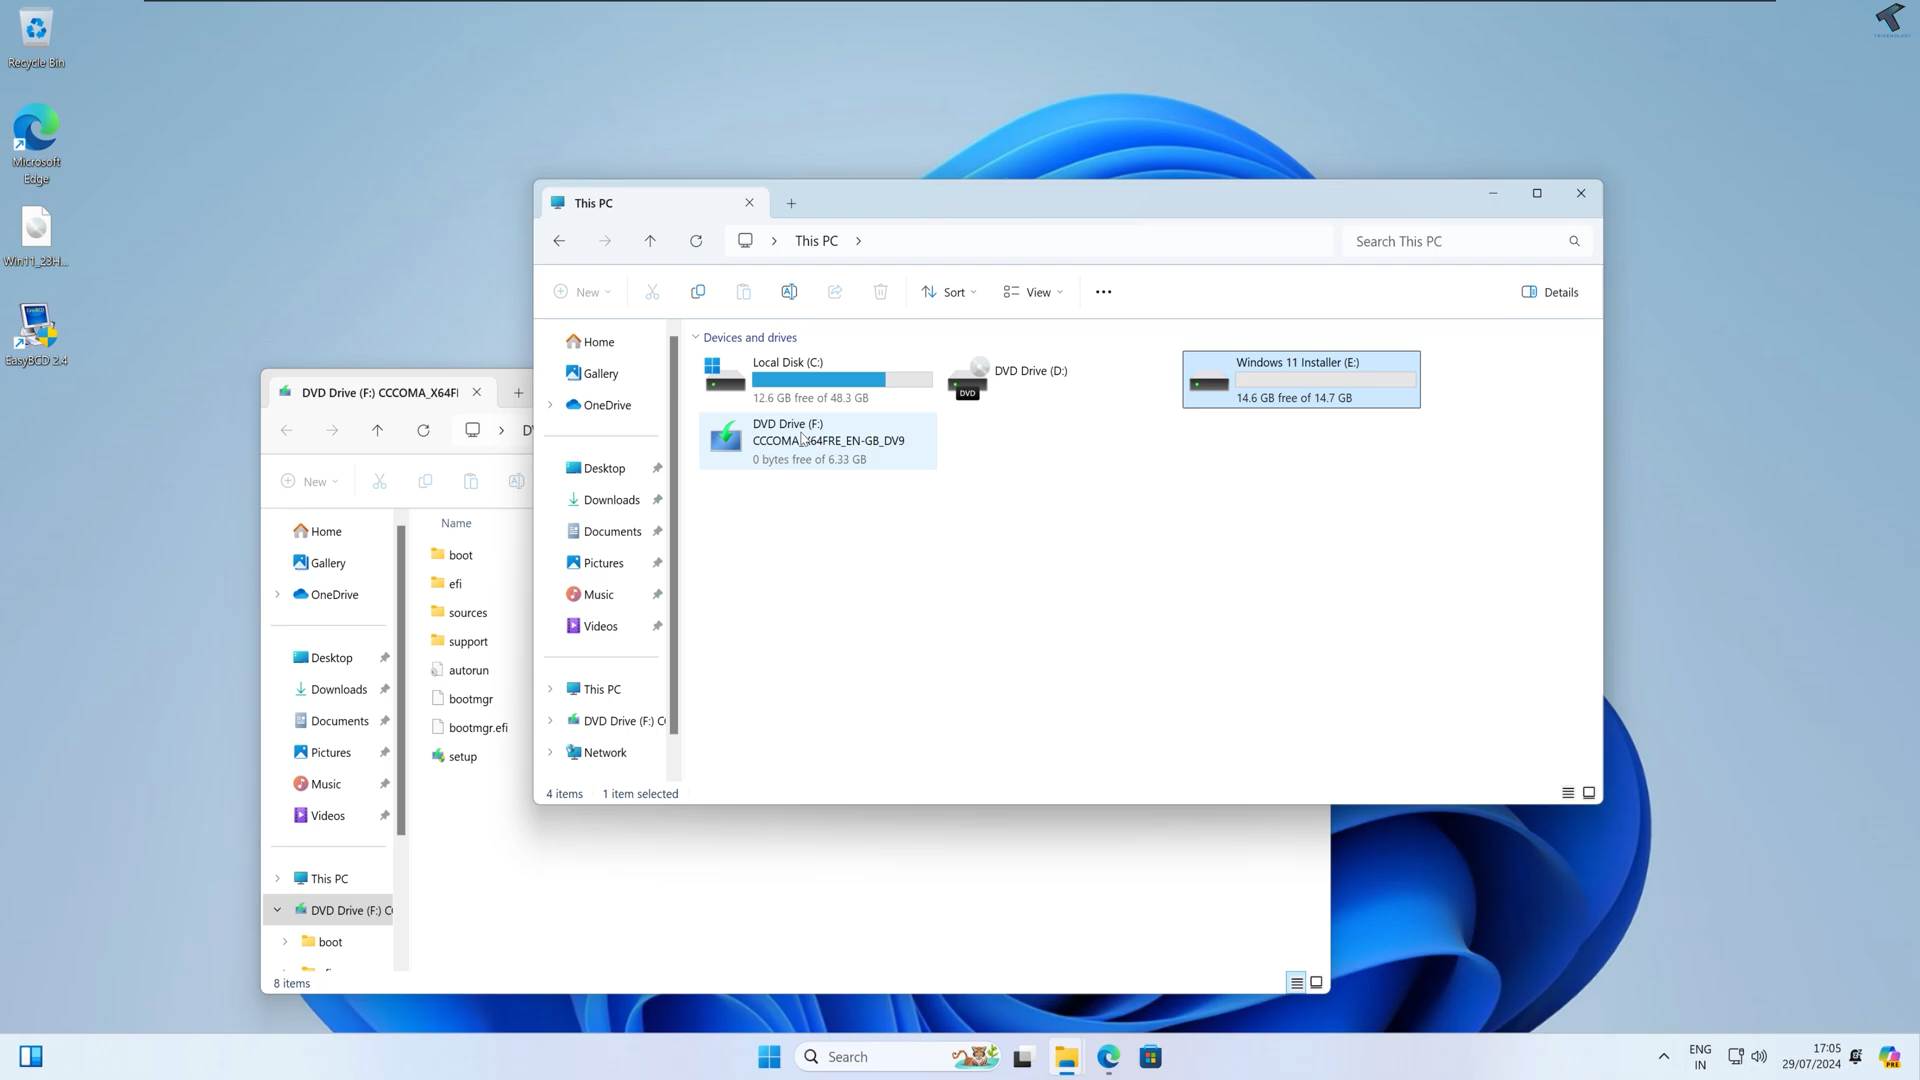 Recycle Bin
Microsoft
Edge
Win11_23H...
EasyBCD 2.4
TRICKNOLOGY
This PC
This PC
Search This PC
New
Sort
View
Details
Home
Gallery
OneDrive
Desktop
Downloads
Documents
Pictures
Music
Videos
This PC
DVD Drive (F:) C
Network
Devices and drives
Local Disk (C:)
12.6 GB free of 48.3 GB
DVD Drive (D:)
DVD
Windows 11 Installer (E:)
14.6 GB free of 14.7 GB
DVD Drive (F:)
CCCOMA_X64FRE_EN-GB_DV9
0 bytes free of 6.33 GB
4 items
1 item selected
DVD Drive (F:) CCCOMA_X64F
New
Home
Gallery
OneDrive
Desktop
Downloads
Documents
Pictures
Music
Videos
This PC
DVD Drive (F:) C
boot
Name
boot
efi
sources
support
autorun
bootmgr
bootmgr.efi
setup
8 items
Search
ENG
IN
17:05
29/07/2024
PRE